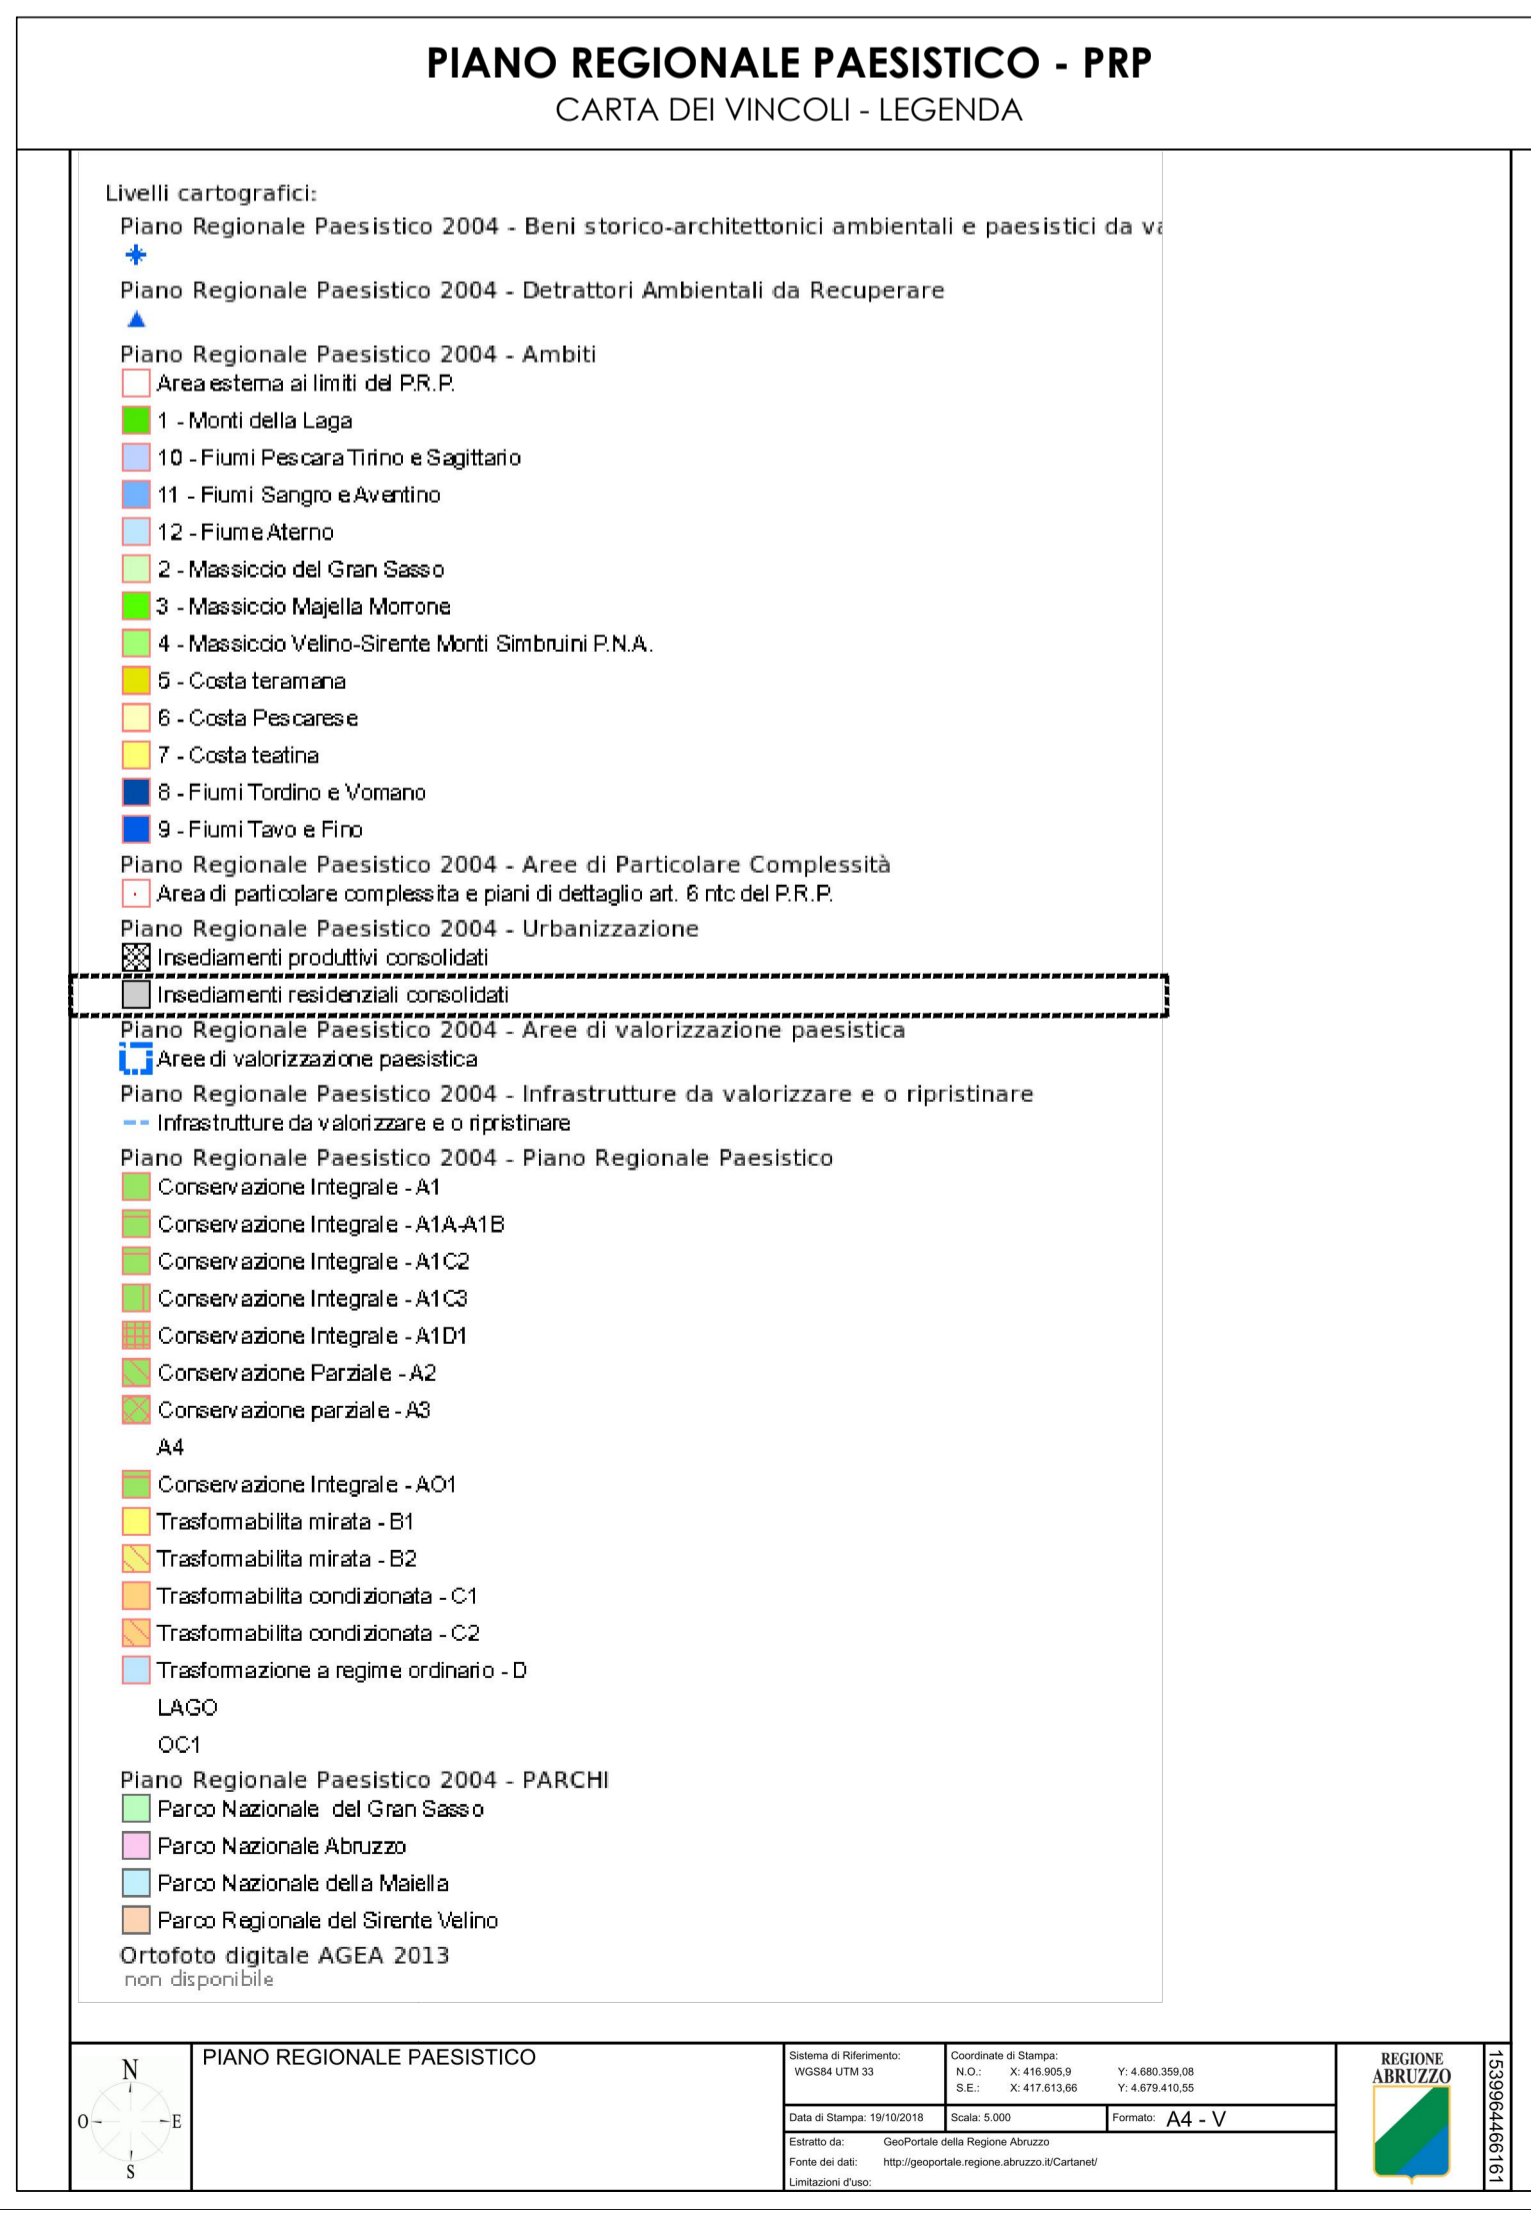 PIANO REGIONALE PAESISTICO - PRP
CARTA DEI VINCOLI - LEGENDA
Livelli cartografici:
Piano Regionale Paesistico 2004 - Beni storico-architettonici ambientali e paesistici da va
Piano Regionale Paesistico 2004 - Detrattori Ambientali da Recuperare
Piano Regionale Paesistico 2004 - Ambiti
Area esterna ai limiti del P.R.P.
1 - Monti della Laga
10 - Fiumi Pescara Tirino e Sagittario
11 - Fiumi Sangro e Aventino
12 - Fiume Aterno
2 - Massiccio del Gran Sasso
3 - Massiccio Majella Morrone
4 - Massiccio Velino-Sirente Monti Simbruini P.N.A.
5 - Costa teramana
6 - Costa Pescarese
7 - Costa teatina
8 - Fiumi Tordino e Vomano
9 - Fiumi Tavo e Fino
Piano Regionale Paesistico 2004 - Aree di Particolare Complessità
Area di particolare complessita e piani di dettaglio art. 6 ntc del P.R.P.
Piano Regionale Paesistico 2004 - Urbanizzazione
Insediamenti produttivi consolidati
Insediamenti residenziali consolidati
Piano Regionale Paesistico 2004 - Aree di valorizzazione paesistica
Aree di valorizzazione paesistica
Piano Regionale Paesistico 2004 - Infrastrutture da valorizzare e o ripristinare
Infrastrutture da valorizzare e o ripristinare
Piano Regionale Paesistico 2004 - Piano Regionale Paesistico
Conservazione Integrale - A1
Conservazione Integrale - A1A-A1B
Conservazione Integrale - A1C2
Conservazione Integrale - A1C3
Conservazione Integrale - A1D1
Conservazione Parziale - A2
Conservazione parziale - A3
A4
Conservazione Integrale - AO1
Trasformabilita mirata - B1
Trasformabilita mirata - B2
Trasformabilita condizionata - C1
Trasformabilita condizionata - C2
Trasformazione a regime ordinario - D
LAGO
OC1
Piano Regionale Paesistico 2004 - PARCHI
Parco Nazionale del Gran Sasso
Parco Nazionale Abruzzo
Parco Nazionale della Maiella
Parco Regionale del Sirente Velino
Ortofoto digitale AGEA 2013
non disponibile
N
O
E
S
PIANO REGIONALE PAESISTICO
Sistema di Riferimento:
WGS84 UTM 33
Coordinate di Stampa:
N.O.: X: 416.905,9 Y: 4.680.359,08
S.E.: X: 417.613,66 Y: 4.679.410,55
Data di Stampa: 19/10/2018
Scala: 5.000
Formato: A4 - V
Estratto da: GeoPortale della Regione Abruzzo
Fonte dei dati: http://geoportale.regione.abruzzo.it/Cartanet/
Limitazioni d'uso:
REGIONE
ABRUZZO
1539964466161